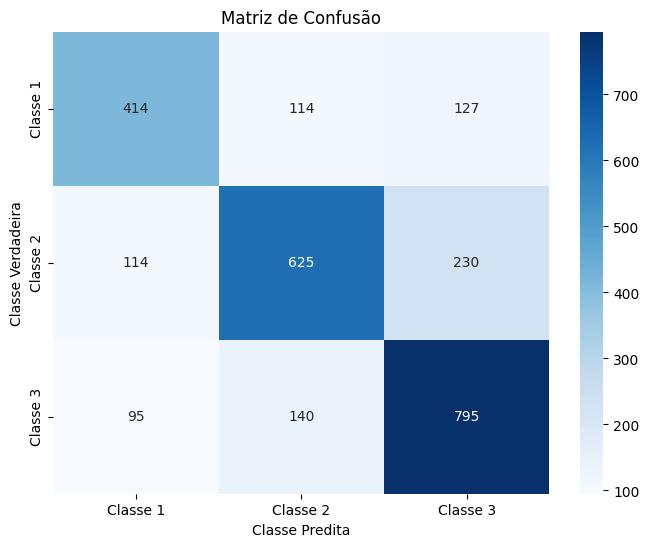 Matriz de Confusão
Classe Verdadeira
Classe 1
414 114 127
Classe 2
114 625 230
Classe 3
95 140 795
Classe 1 Classe 2 Classe 3
Classe Predita
700
600
500
400
300
200
100